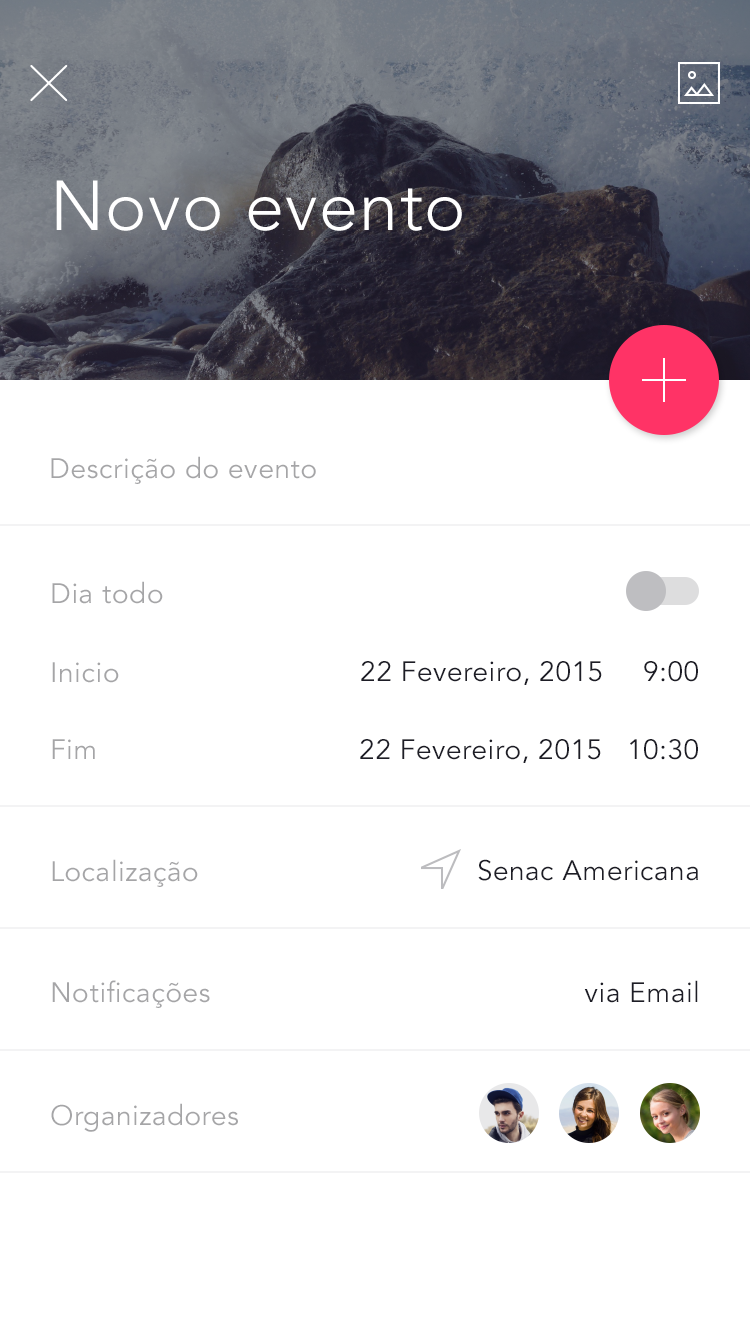 Novo evento
Descrição do evento
Dia todo
Inicio 22 Fevereiro, 2015 9:00
Fim 22 Fevereiro, 2015 10:30
Localização Senac Americana
Notificações via Email
Organizadores